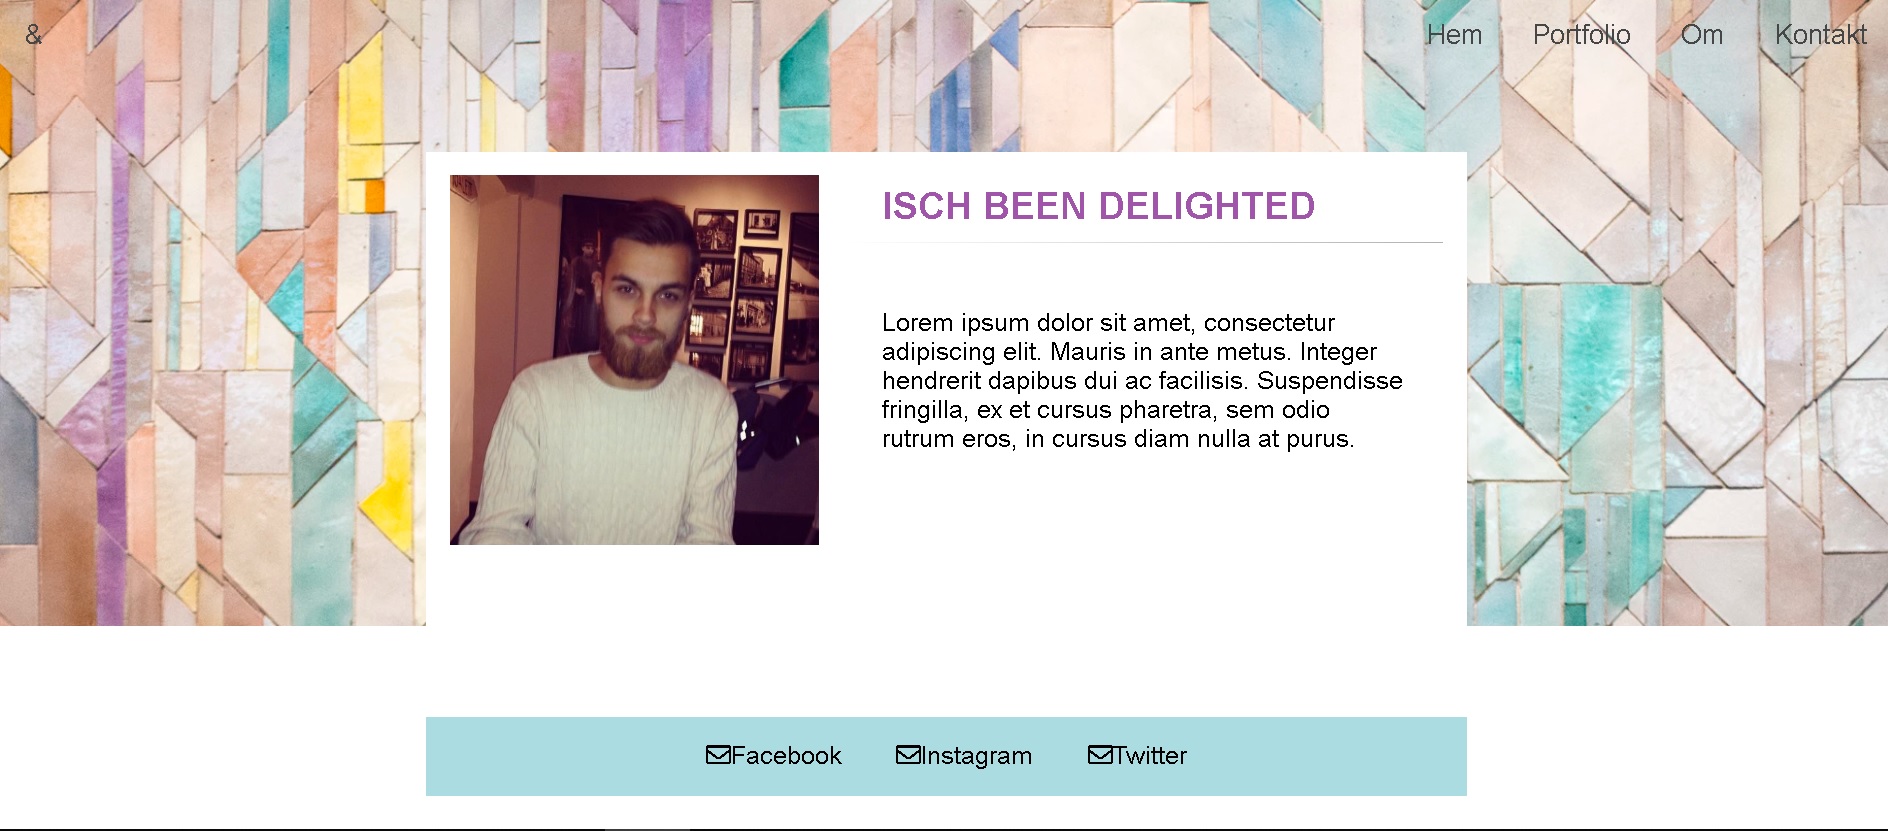 &
Hem Portfolio Om Kontakt
ISCH BEEN DELIGHTED
Lorem ipsum dolor sit amet, consectetur
adipiscing elit. Mauris in ante metus. Integer
hendrerit dapibus dui ac facilisis. Suspendisse
fringilla, ex et cursus pharetra, sem odio
rutrum eros, in cursus diam nulla at purus.
Facebook Instagram Twitter